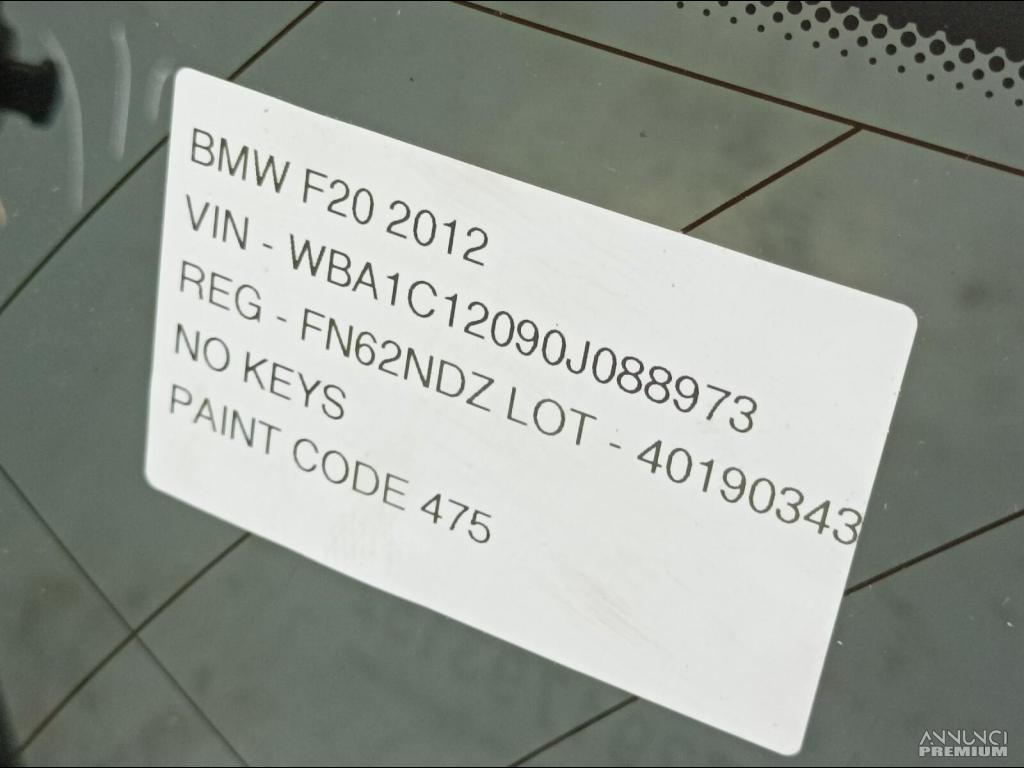 BMW F20 2012
VIN - WBA1C12090J088973
REG - FN62NDZ LOT - 40190343
NO KEYS
PAINT CODE 475
ANNUNCI
PREMIUM